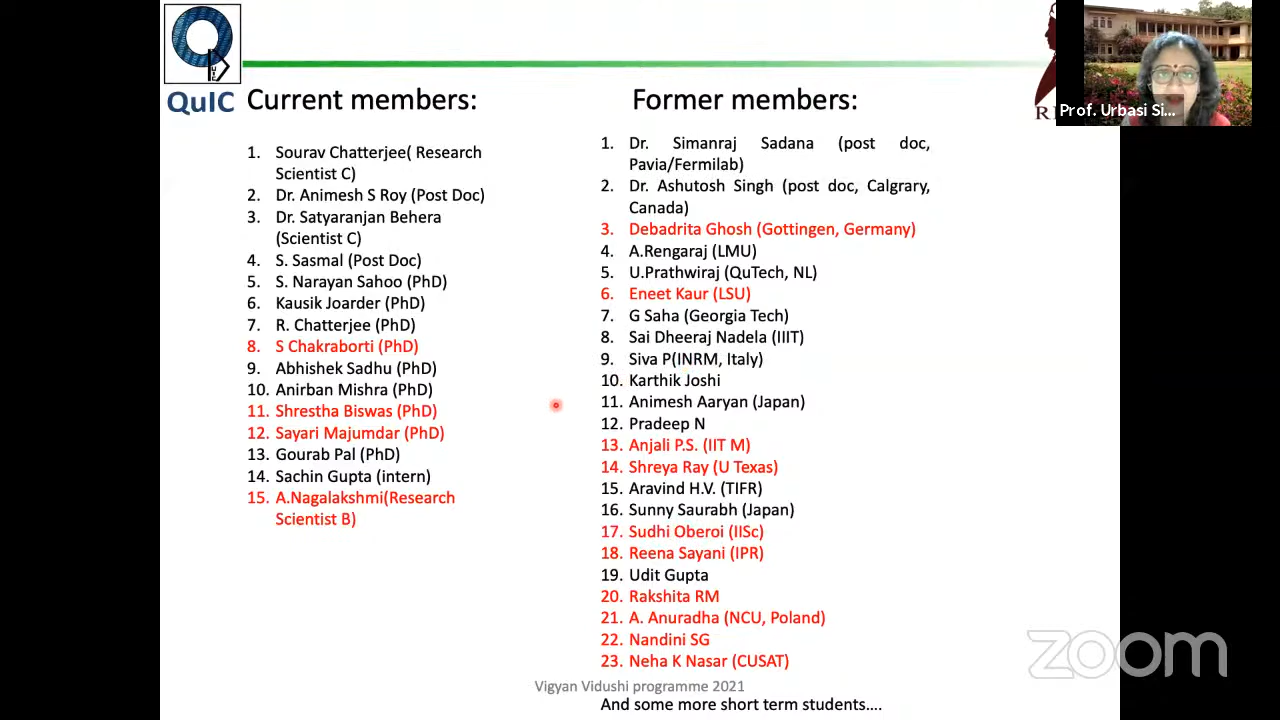 QuIC
Current members:
1. Sourav Chatterjee( Research
Scientist C)
2. Dr. Animesh S Roy (Post Doc)
3. Dr. Satyaranjan Behera
(Scientist C)
4. S. Sasmal (Post Doc)
5. S. Narayan Sahoo (PhD)
6. Kausik Joarder (PhD)
7. R. Chatterjee (PhD)
8. S Chakraborti (PhD)
9. Abhishek Sadhu (PhD)
10. Anirban Mishra (PhD)
11. Shrestha Biswas (PhD)
12. Sayari Majumdar (PhD)
13. Gourab Pal (PhD)
14. Sachin Gupta (intern)
15. A.Nagalakshmi(Research
Scientist B)
Former members:
1. Dr. Simanraj Sadana (post doc,
Pavia/Fermilab)
2. Dr. Ashutosh Singh (post doc, Calgrary,
Canada)
3. Debadrita Ghosh (Gottingen, Germany)
4. A.Rengaraj (LMU)
5. U.Prathwiraj (QuTech, NL)
6. Eneet Kaur (LSU)
7. G Saha (Georgia Tech)
8. Sai Dheeraj Nadela (IIIT)
9. Siva P(INRM, Italy)
10. Karthik Joshi
11. Animesh Aaryan (Japan)
12. Pradeep N
13. Anjali P.S. (IIT M)
14. Shreya Ray (U Texas)
15. Aravind H.V. (TIFR)
16. Sunny Saurabh (Japan)
17. Sudhi Oberoi (IISc)
18. Reena Sayani (IPR)
19. Udit Gupta
20. Rakshita RM
21. A. Anuradha (NCU, Poland)
22. Nandini SG
23. Neha K Nasar (CUSAT)
And some more short term students....
Vigyan Vidushi programme 2021
Prof. Urbasi Si...
zoom